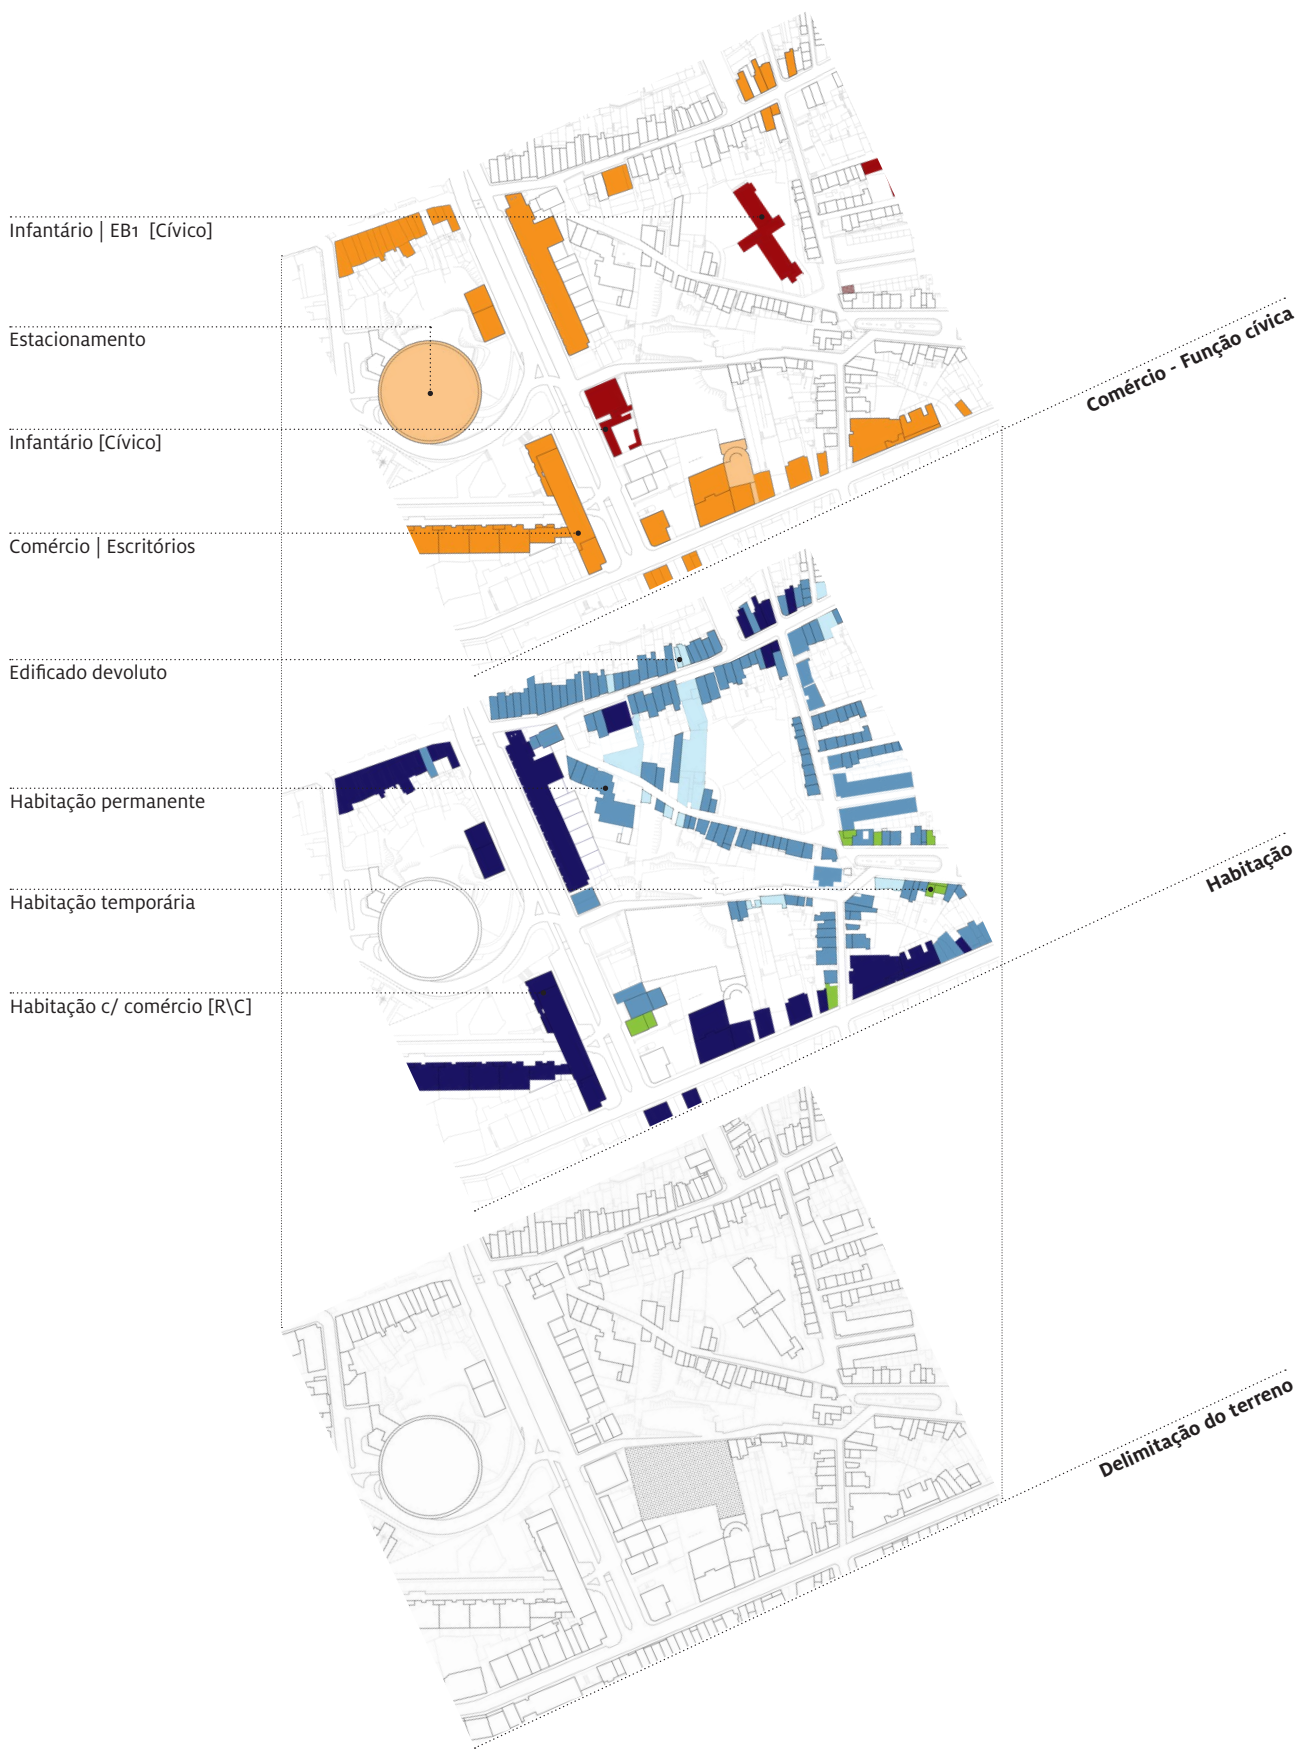 Infantário | EB1 [Cívico]
Estacionamento
Comércio - Função cívica
Infantário [Cívico]
Comércio | Escritórios
Edificado devoluto
Habitação permanente
Habitação
Habitação temporária
Habitação c/ comércio [R\C]
Delimitação do terreno